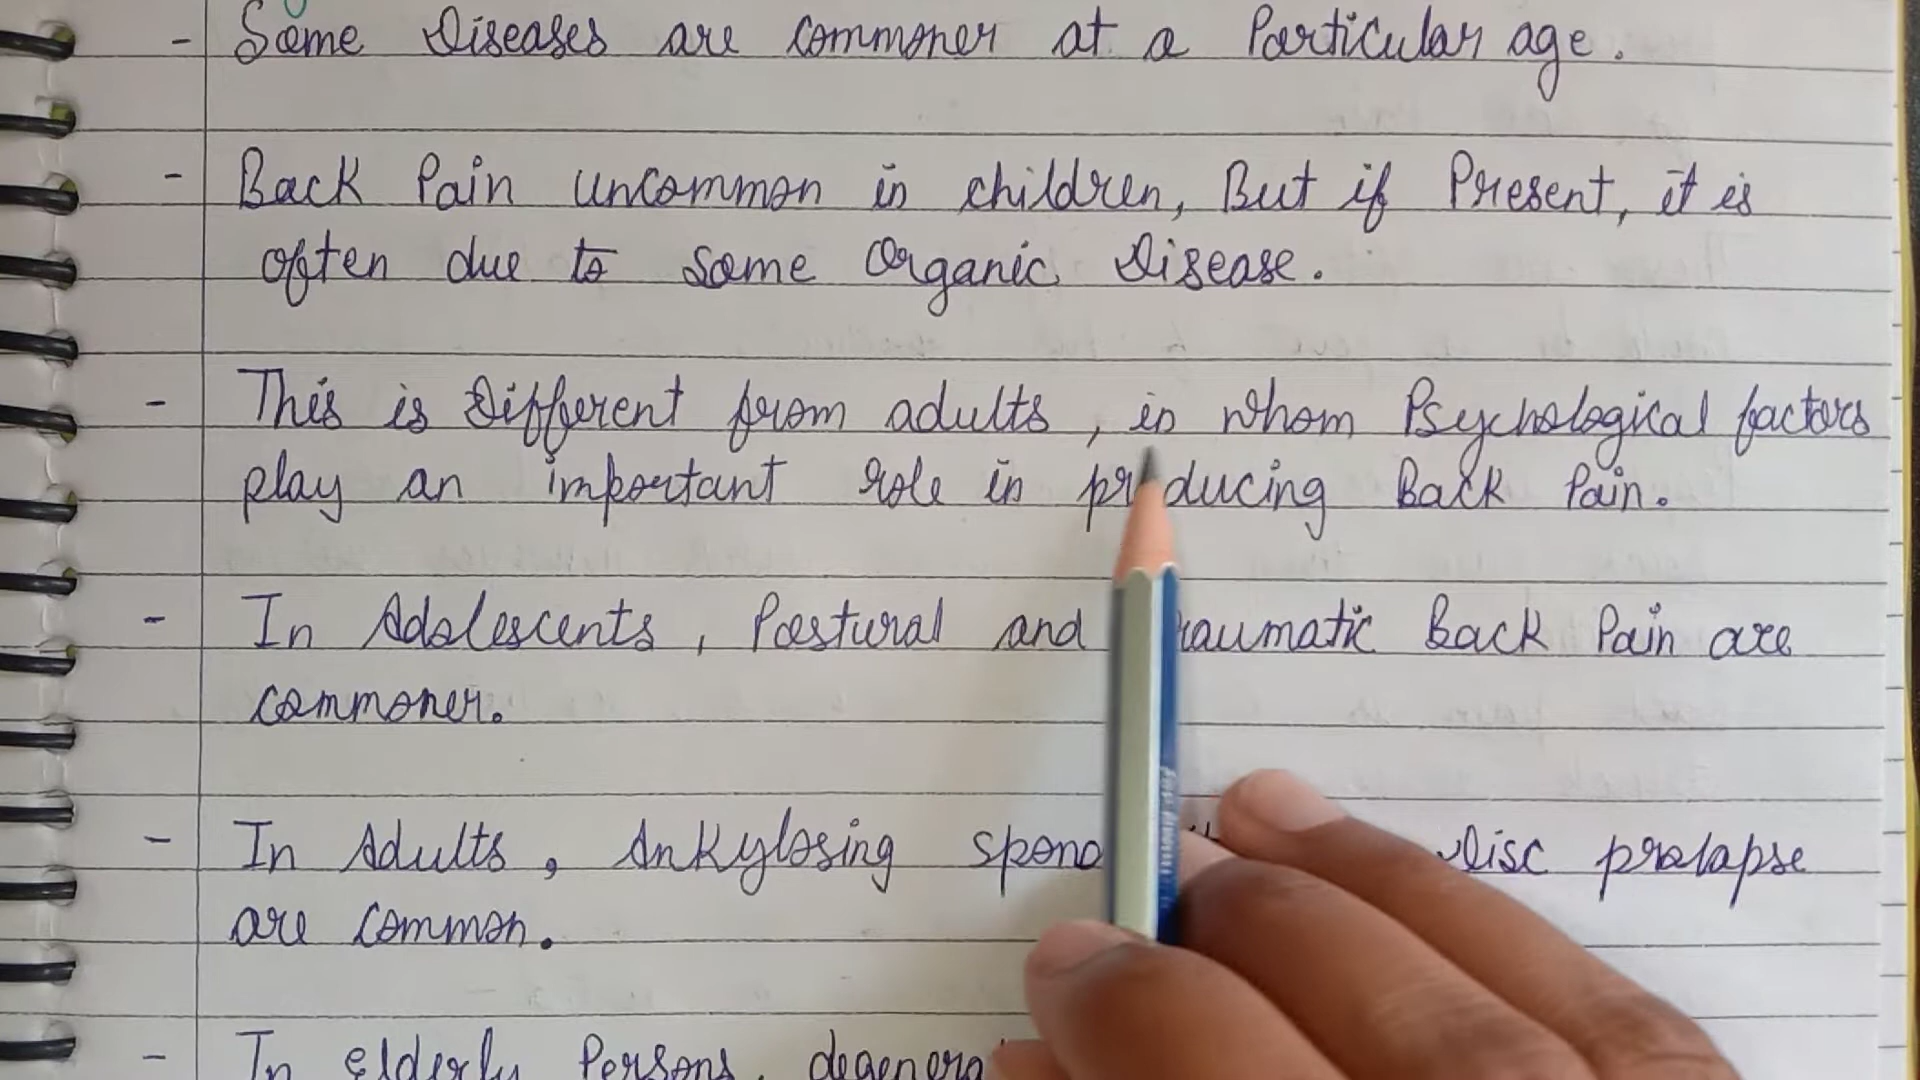 - Some Diseases are commoner at a Particular age.
- Back Pain uncommon in children, But if Present, it is
often due to some organic Disease.
- This is Different from adults, in whom Psychological factors
play an important role in producing Back Pain.
- In Adolescents, Postural and Back Pain are
commoner.
- In Adults, Ankylosing Disc prolapse
are common.
- In elderly Persons,